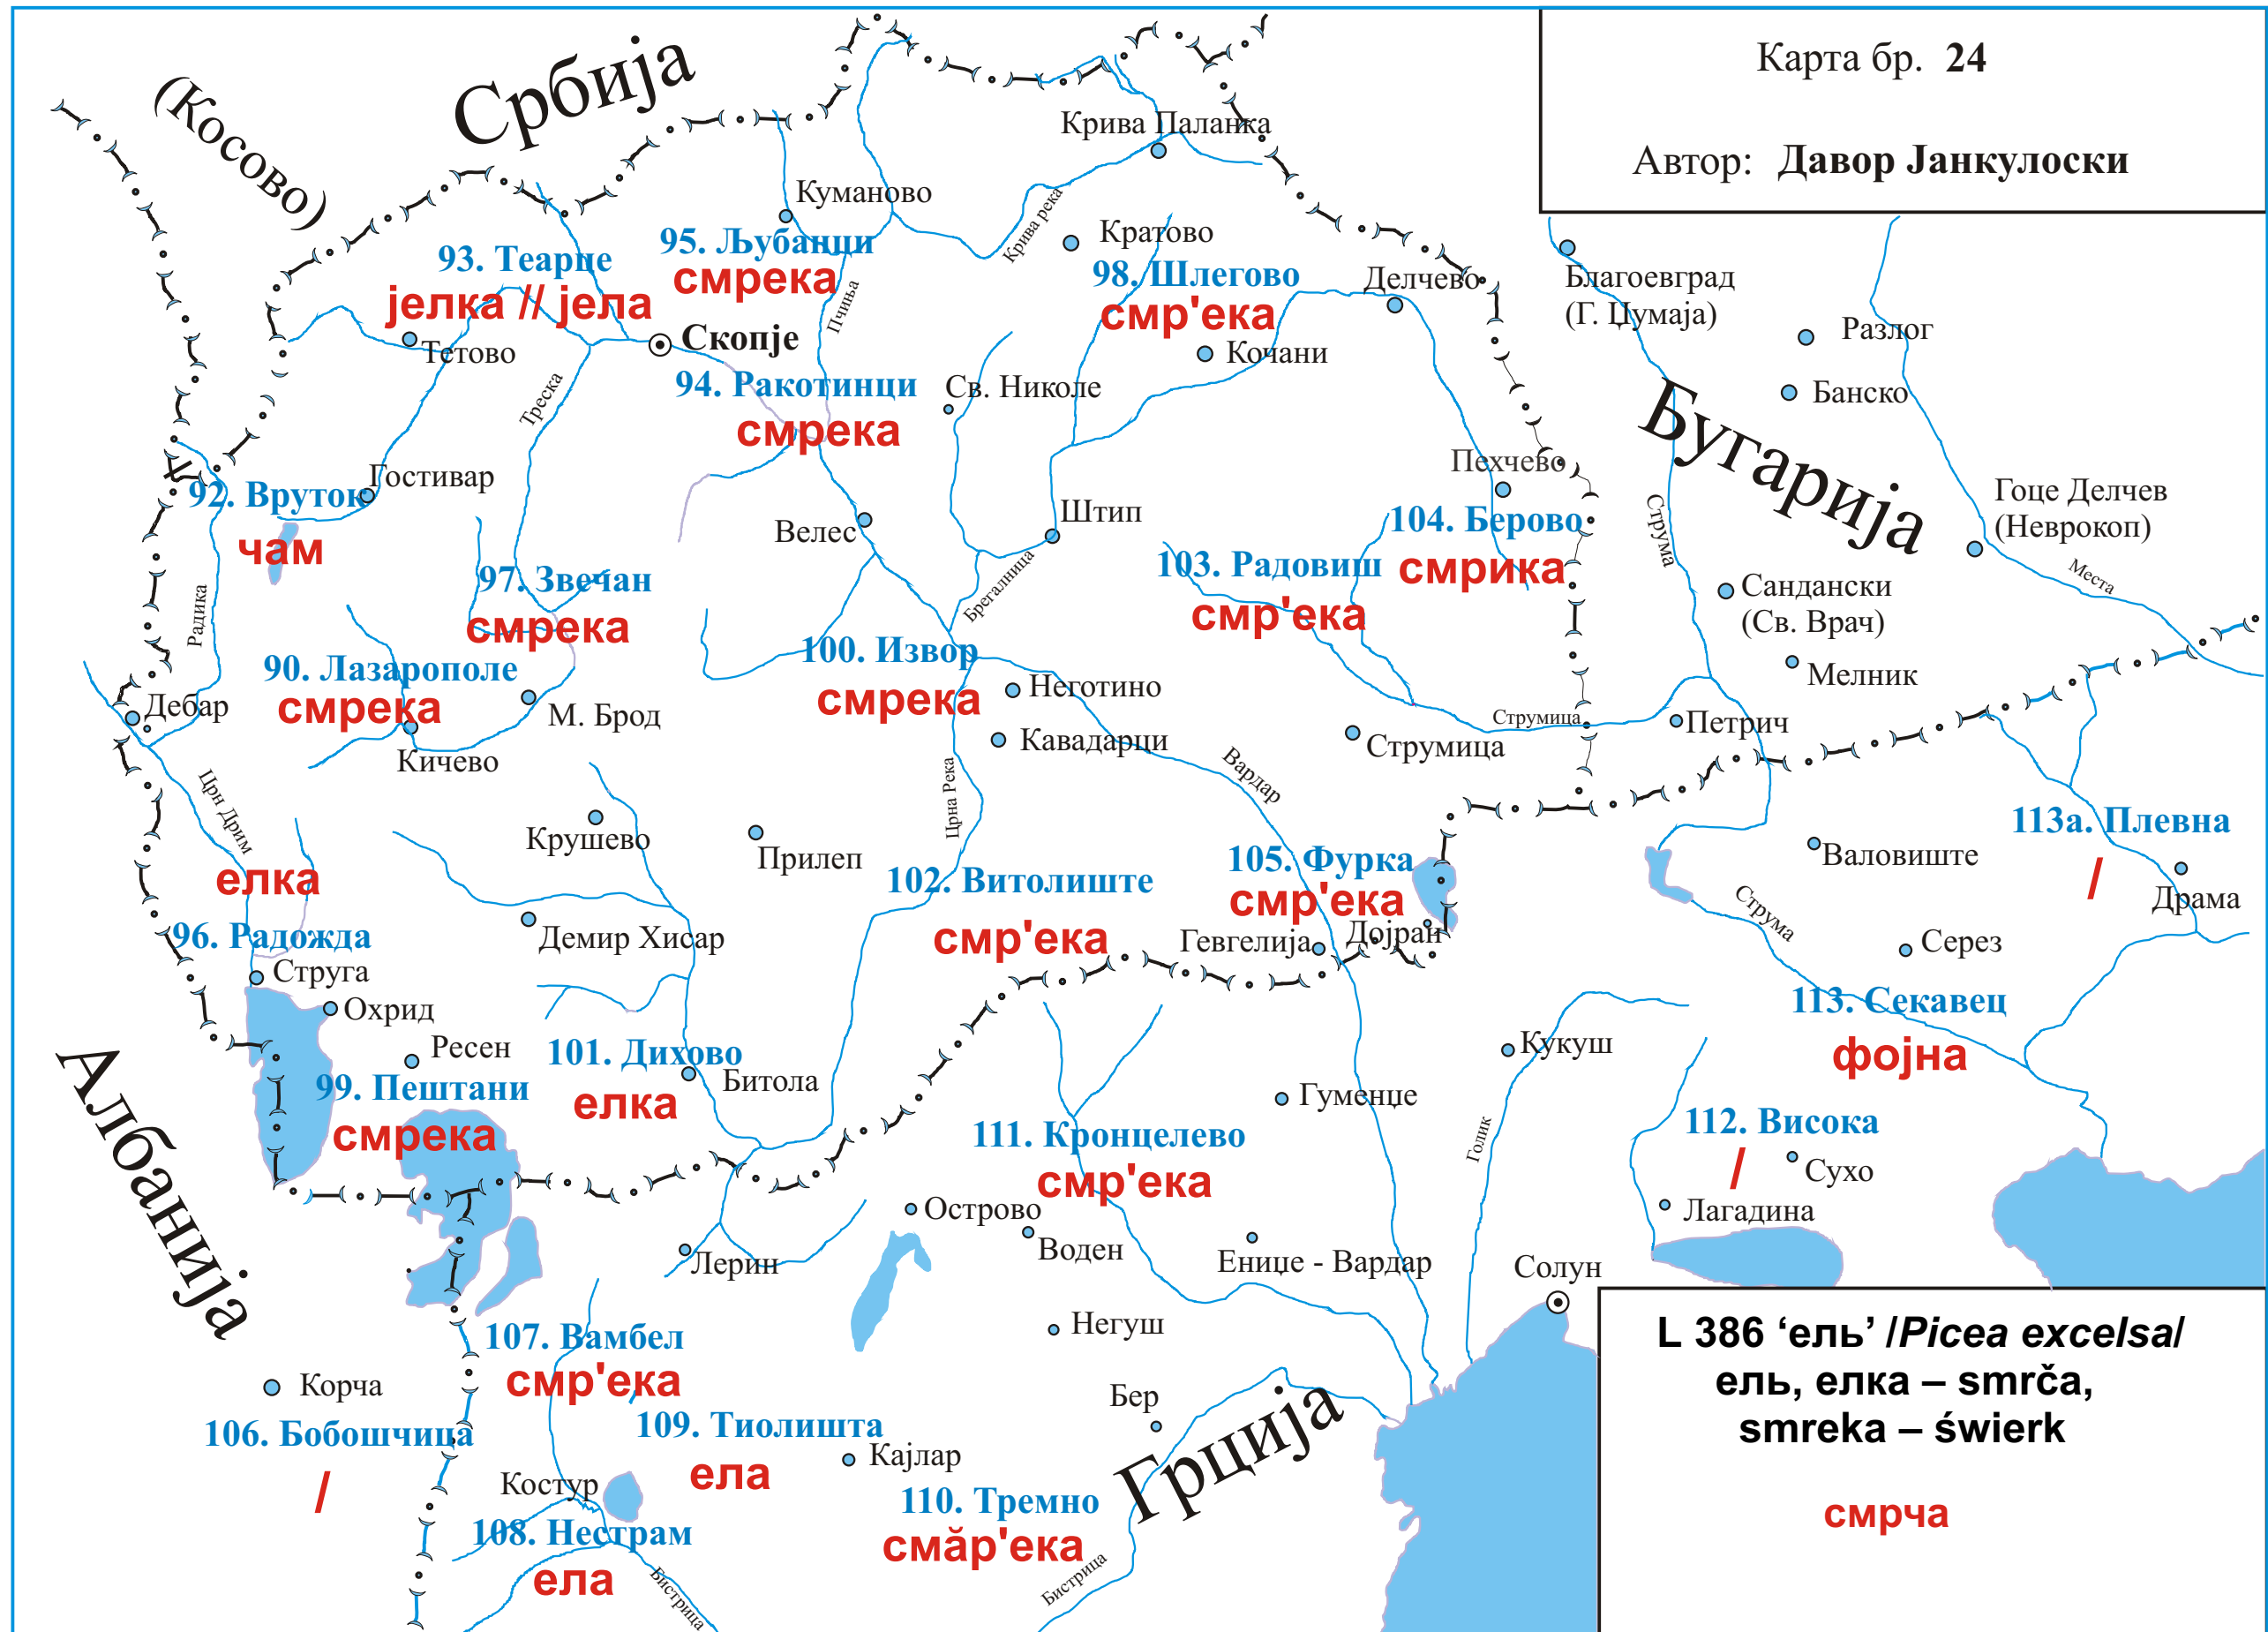 Карта бр. 24
Автор: Давор Јанкулоски
(Косово)
Србија
Крива Паланка
Куманово
Крива река
Кратово
95. Љубанци
смрека
93. Теарце
јелка // јела
98. Шлегово
смр'ека
Делчево
Благоевград
(Г. Џумаја)
Пчиња
Разлог
Тетово
Скопје
Кочани
Банско
94. Ракотинци
смрека
Св. Николе
Треска
Бугарија
Пехчево
Гостивар
92. Вруток
чам
Велес
Штип
104. Берово
смрика
Струма
Гоце Делчев
(Неврокоп)
103. Радовиш
смр'ека
97. Звечан
смрека
Брегалница
Места
Сандански
(Св. Врач)
Радика
90. Лазарополе
смрека
100. Извор
смрека
Мелник
Дебар
М. Брод
Неготино
Струмица
Петрич
Кичево
Кавадарци
Струмица
Црн Дрим
Црна Река
Вардар
Крушево
Прилеп
113а. Плевна
/
Валовиште
Драма
елка
96. Радожда
102. Витолиште
смр'ека
105. Фурка
смр'ека
Струма
Демир Хисар
Гевгелија
Дојран
Серез
Струга
Охрид
113. Секавец
фојна
Ресен
101. Дихово
елка
Битола
Кукуш
99. Пештани
смрека
Гуменџе
Албанија
111. Кронцелево
смр'ека
Голик
112. Висока
/
Сухо
Острово
Лагадина
Воден
Лерин
Ениџе - Вардар
Солун
Негуш
107. Вамбел
смр'ека
Корча
Бер
Грција
106. Бобошчица
/
109. Тиолишта
ела
Кајлар
Костур
110. Тремно
смӑр'ека
108. Нестрам
ела
Бистрица
Бистрица
L 386 ‘ель’ /Picea excelsa/
ель, елка – smrča,
smreka – świerk
смрча